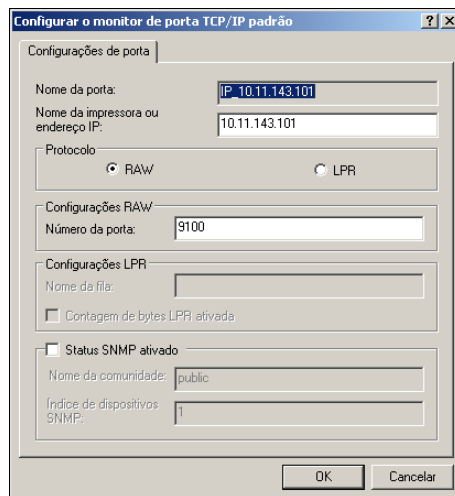 Configurar o monitor de porta TCP/IP padrão
Configurações de porta
Nome da porta: IP_10.11.143.101
Nome da impressora ou
endereço IP: 10.11.143.101
Protocolo
RAW LPR
Configurações RAW
Número da porta: 9100
Configurações LPR
Nome da fila:
Contagem de bytes LPR ativada
Status SNMP ativado
Nome da comunidade: public
Índice de dispositivos
SNMP: 1
OK Cancelar